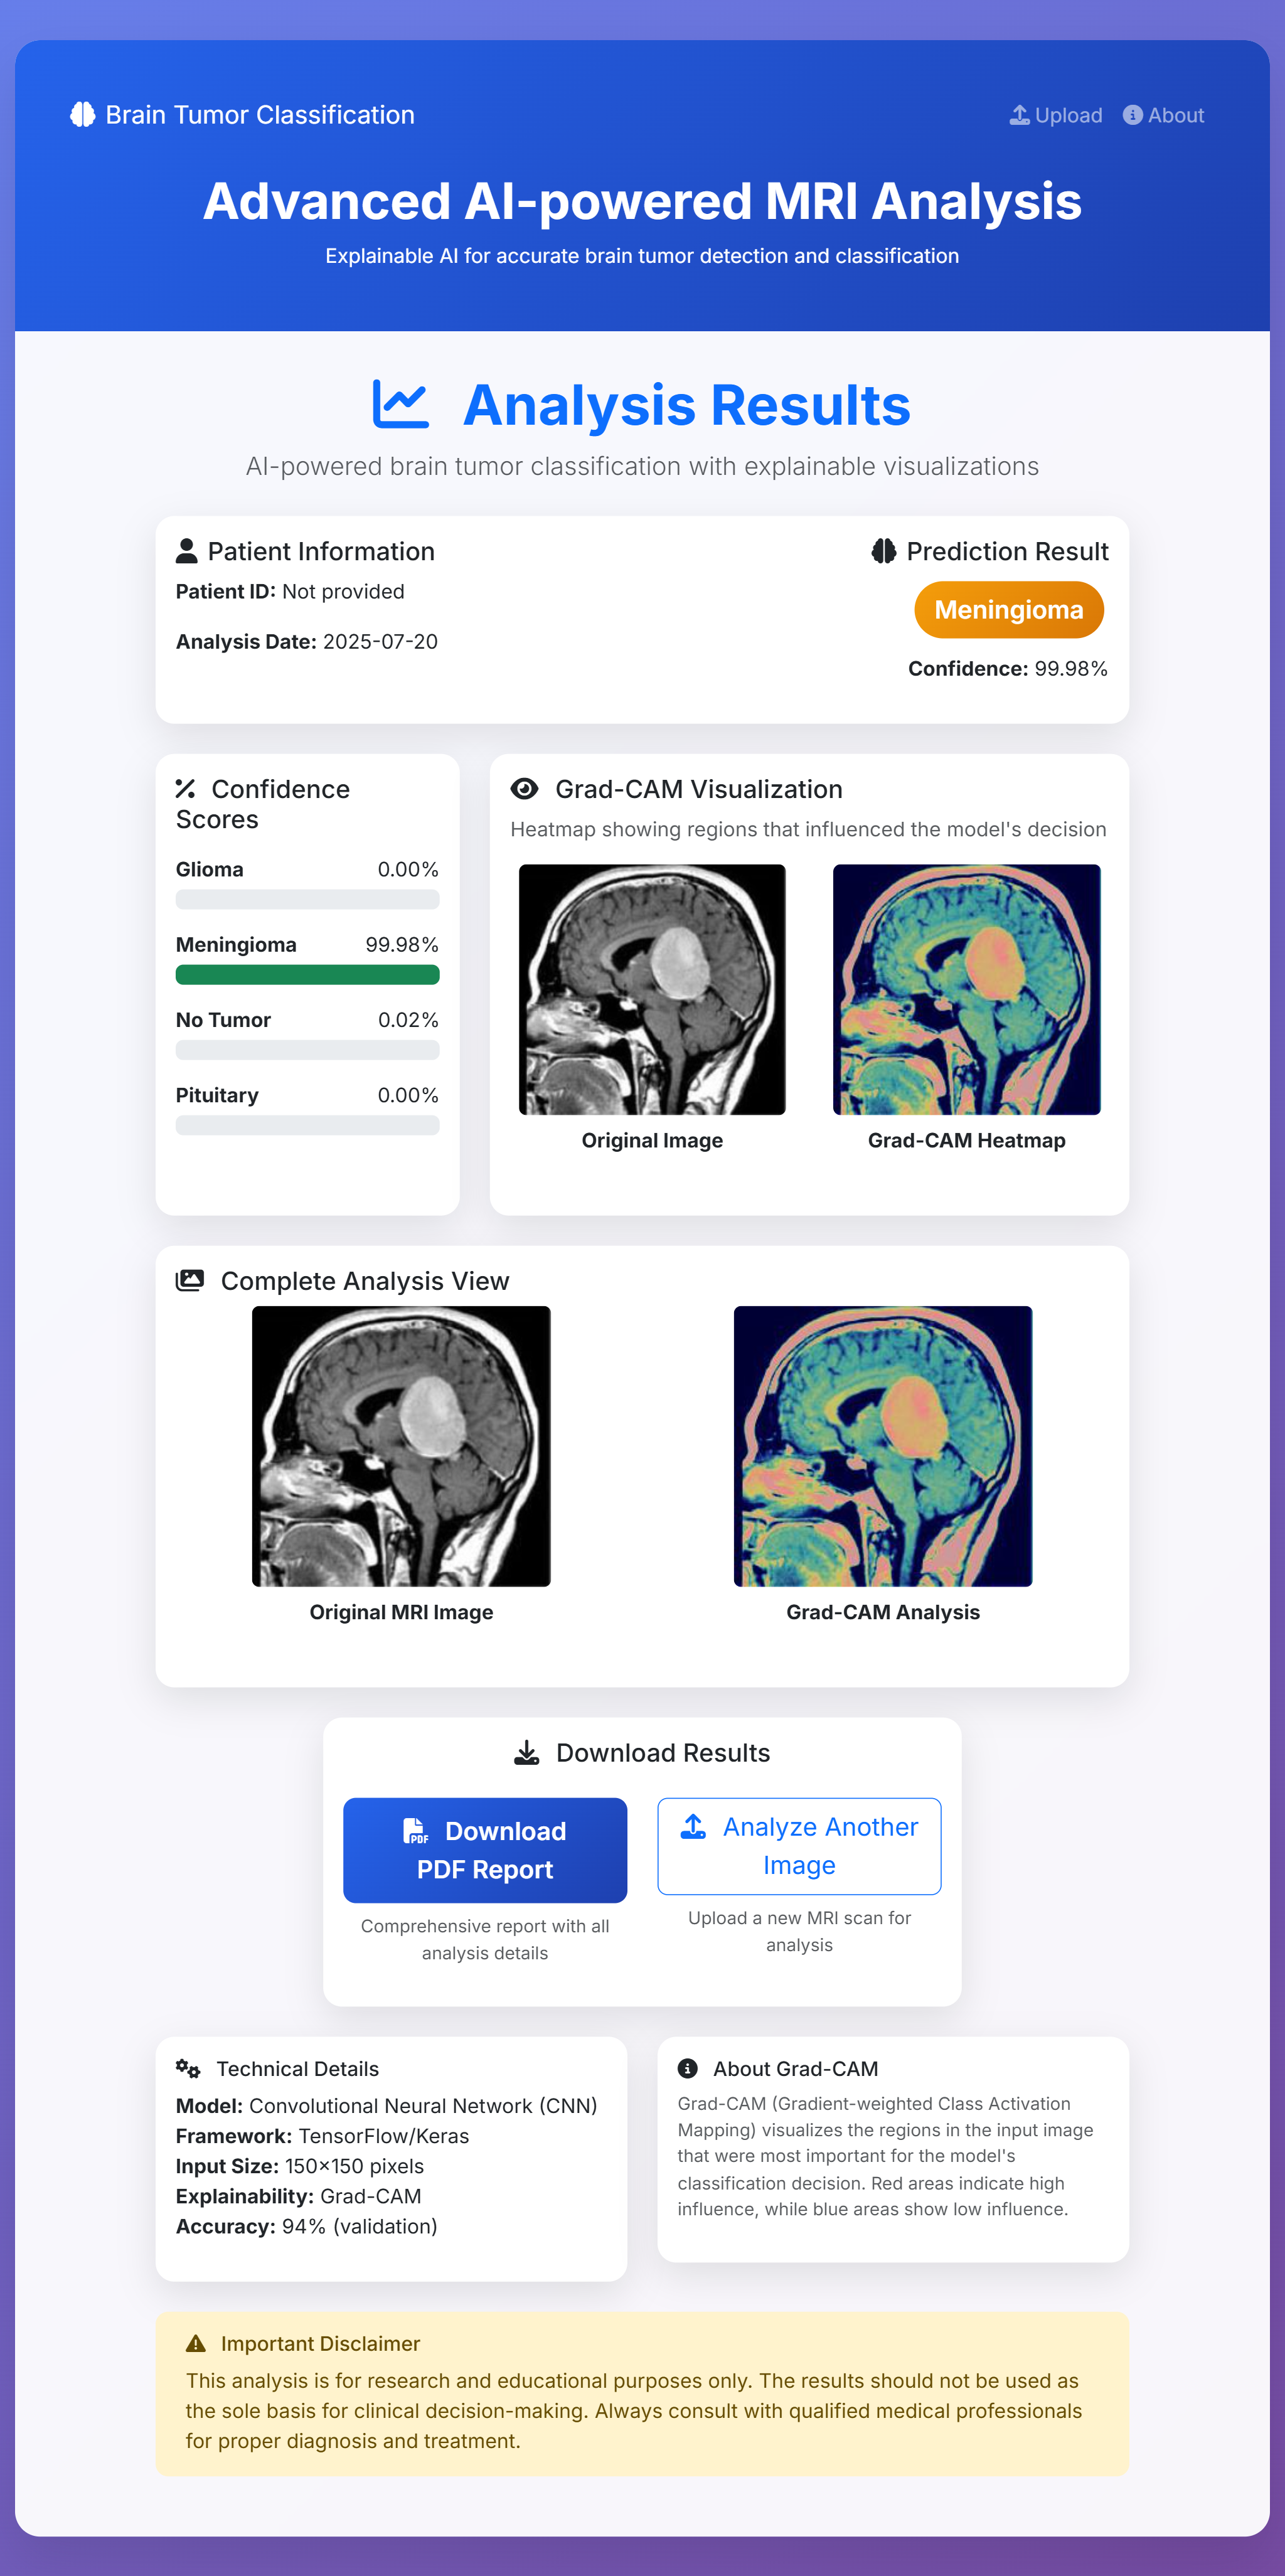 Brain Tumor Classification
Upload
About
Advanced AI-powered MRI Analysis
Explainable AI for accurate brain tumor detection and classification
Analysis Results
AI-powered brain tumor classification with explainable visualizations
Patient Information
Patient ID: Not provided
Analysis Date: 2025-07-20
Prediction Result
Meningioma
Confidence: 99.98%
Confidence
Scores
Glioma 0.00%
Meningioma 99.98%
No Tumor 0.02%
Pituitary 0.00%
Grad-CAM Visualization
Heatmap showing regions that influenced the model's decision
Original Image
Grad-CAM Heatmap
Complete Analysis View
Original MRI Image
Grad-CAM Analysis
Download Results
PDF Download
PDF Report
Comprehensive report with all
analysis details
Analyze Another
Image
Upload a new MRI scan for
analysis
Technical Details
Model: Convolutional Neural Network (CNN)
Framework: TensorFlow/Keras
Input Size: 150×150 pixels
Explainability: Grad-CAM
Accuracy: 94% (validation)
About Grad-CAM
Grad-CAM (Gradient-weighted Class Activation
Mapping) visualizes the regions in the input image
that were most important for the model's
classification decision. Red areas indicate high
influence, while blue areas show low influence.
Important Disclaimer
This analysis is for research and educational purposes only. The results should not be used as
the sole basis for clinical decision-making. Always consult with qualified medical professionals
for proper diagnosis and treatment.